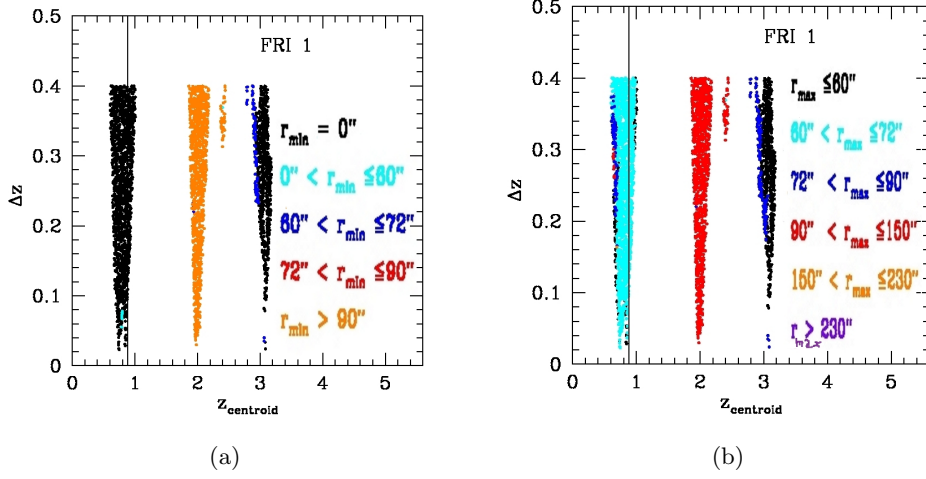 FRI 1
r_min = 0"
0" < r_min ≤60"
60" < r_min ≤72"
72" < r_min ≤90"
r_min > 90"
Δz
0.5
0.4
0.3
0.2
0.1
0
0 1 2 3 4 5
z_centroid
(a)
FRI 1
r_max ≤60"
60" < r_max ≤72"
72" < r_max ≤90"
90" < r_max ≤150"
150" < r_max ≤230"
r_max > 230"
Δz
0.5
0.4
0.3
0.2
0.1
0
0 1 2 3 4 5
z_centroid
(b)